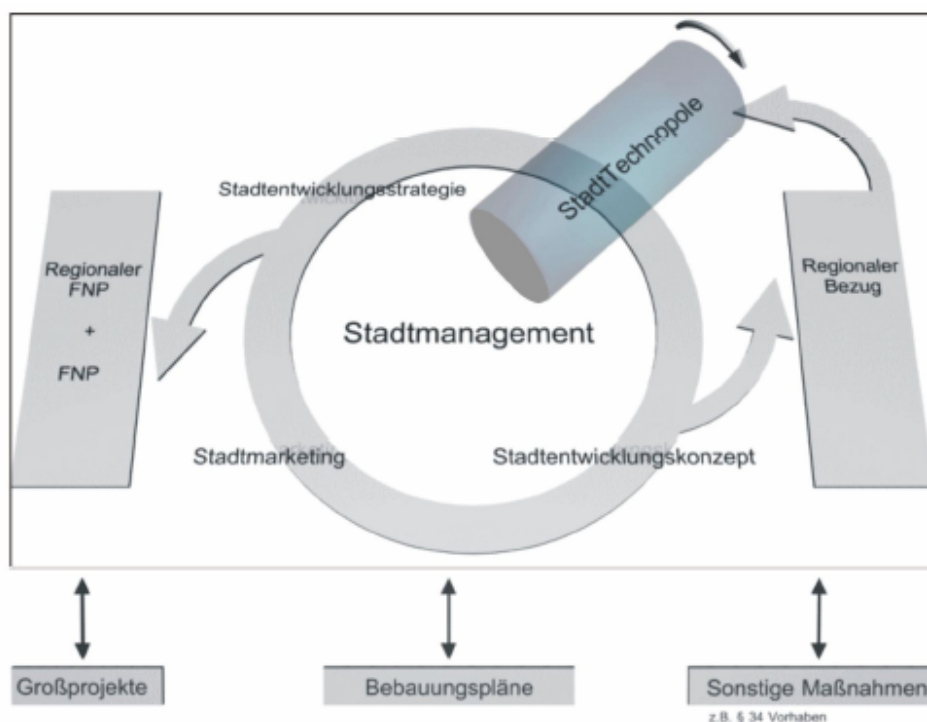 StadtTechnopole
Stadtentwicklungsstrategie
Regionaler
FNP
+
FNP
Regionaler
Bezug
Stadtmanagement
Stadtmarketing
Stadtentwicklungskonzept
Großprojekte
Bebauungspläne
Sonstige Maßnahmen
z.B. § 34 Vorhaben